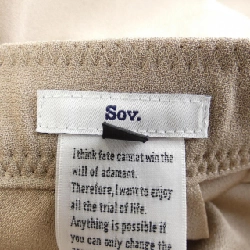 Sov.
I think fate cannot win the
will of adamant.
Therefore, I want to enjoy
all the trial of life.
Anything is possible if
you can only change the